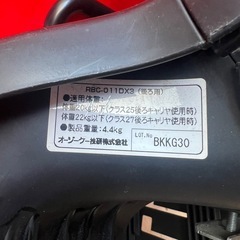 RBC-011DX3（後ろ用）
●適用体重／
体重20kg以下（クラス25後ろキャリヤ使用時）
体重22kg以下（クラス27後ろキャリヤ使用時）
●製品重量：4.4kg
オージーケー技研株式会社
LOT.No
BKKG30